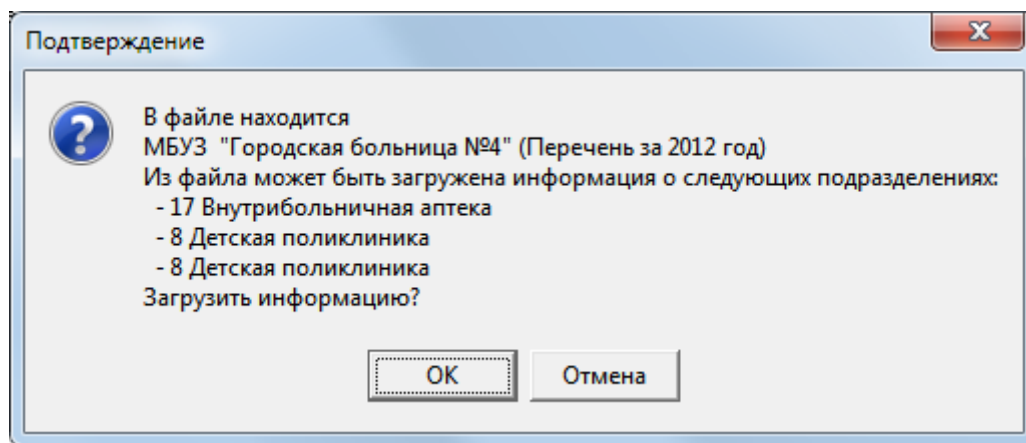 Подтверждение
В файле находится
МБУЗ  "Городская больница №4" (Перечень за 2012 год)
Из файла может быть загружена информация о следующих подразделениях:
- 17 Внутрибольничная аптека
- 8 Детская поликлиника
- 8 Детская поликлиника
Загрузить информацию?
OK
Отмена